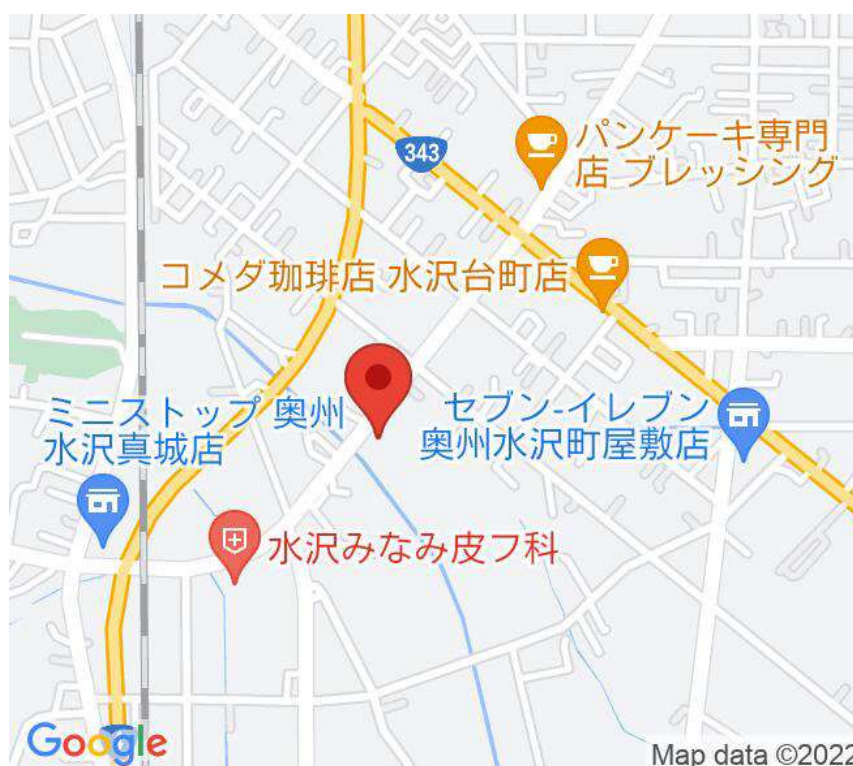 343
パンケーキ専門
店 ブレッシング
コメダ珈琲店 水沢台町店
ミニストップ 奥州
水沢真城店
セブン-イレブン
奥州水沢町屋敷店
水沢みなみ皮フ科
Google
Map data ©2022